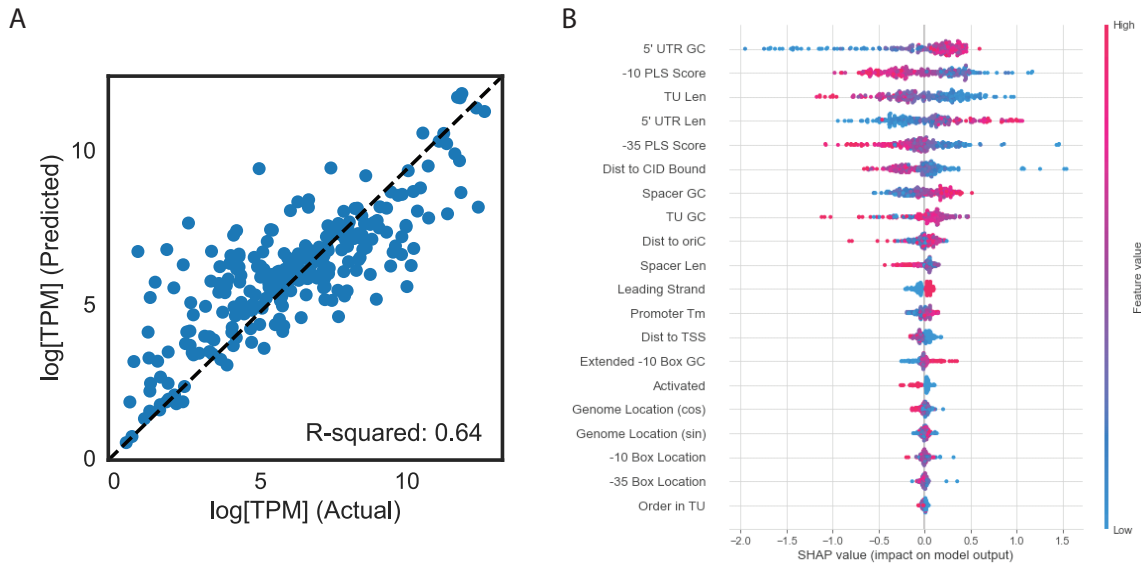 A
log[TPM] (Predicted)
10
5
0
R-squared: 0.64
0
5
10
log[TPM] (Actual)
B
5' UTR GC
-10 PLS Score
TU Len
5' UTR Len
-35 PLS Score
Dist to CID Bound
Spacer GC
TU GC
Dist to oriC
Spacer Len
Leading Strand
Promoter Tm
Dist to TSS
Extended -10 Box GC
Activated
Genome Location (cos)
Genome Location (sin)
-10 Box Location
-35 Box Location
Order in TU
−2.0
−1.5
−1.0
−0.5
0.0
0.5
1.0
1.5
SHAP value (impact on model output)
High
Feature value
Low